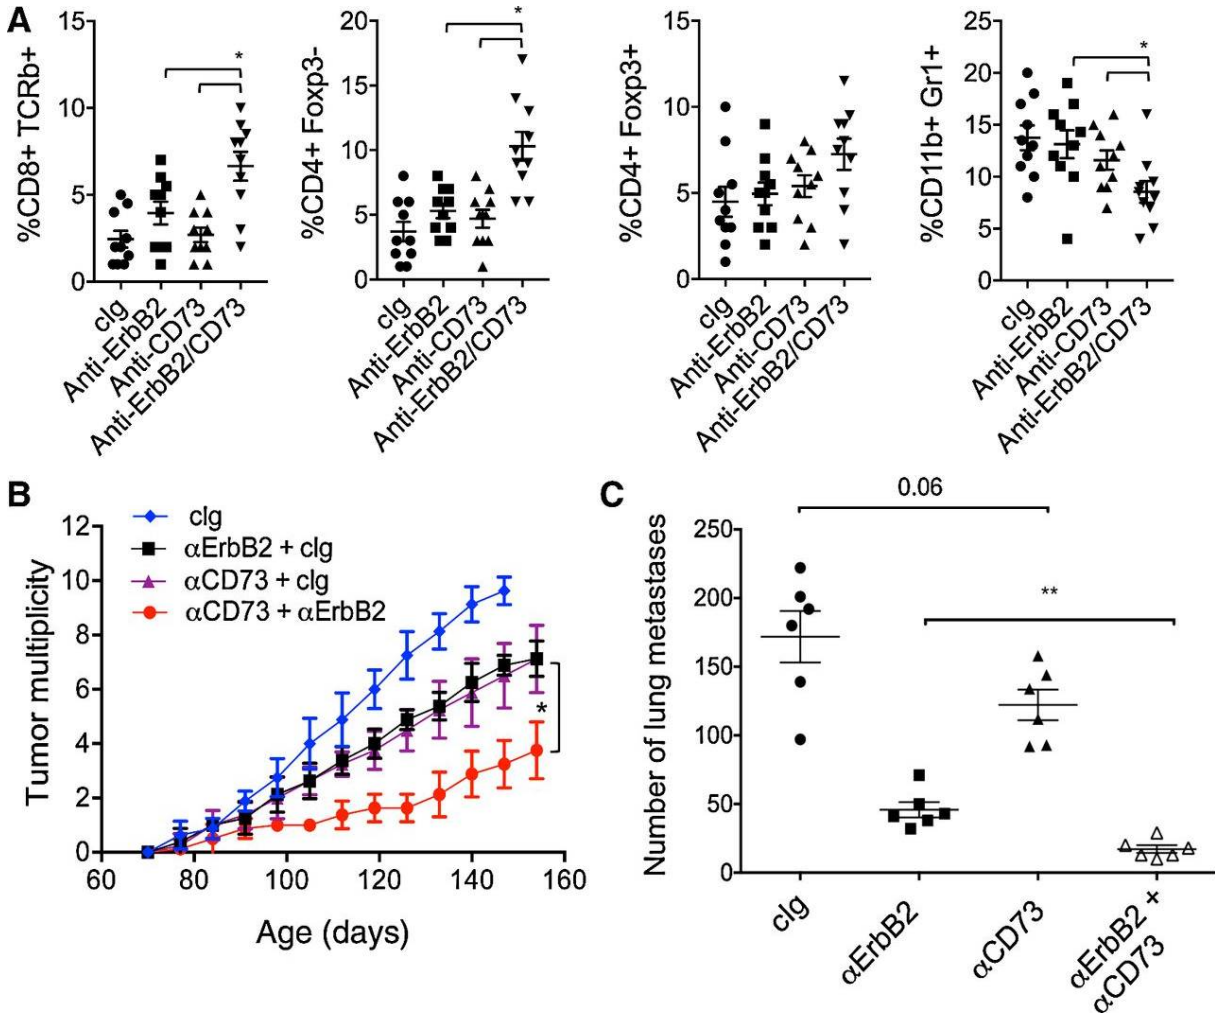 A
%CD8+ TCRb+
15
10
5
0
*
cIg
Anti-ErbB2
Anti-CD73
Anti-ErbB2/CD73
%CD4+ Foxp3-
20
15
10
5
0
*
cIg
Anti-ErbB2
Anti-CD73
Anti-ErbB2/CD73
%CD4+ Foxp3+
15
10
5
0
cIg
Anti-ErbB2
Anti-CD73
Anti-ErbB2/CD73
%CD11b+ Gr1+
25
20
15
10
5
0
*
cIg
Anti-ErbB2
Anti-CD73
Anti-ErbB2/CD73
B
Tumor multiplicity
12
10
8
6
4
2
0
cIg
αErbB2 + cIg
αCD73 + cIg
αCD73 + αErbB2
*
60
80
100
120
140
160
Age (days)
C
Number of lung metastases
250
200
150
100
50
0
0.06
**
cIg
αErbB2
αCD73
αErbB2 +
αCD73